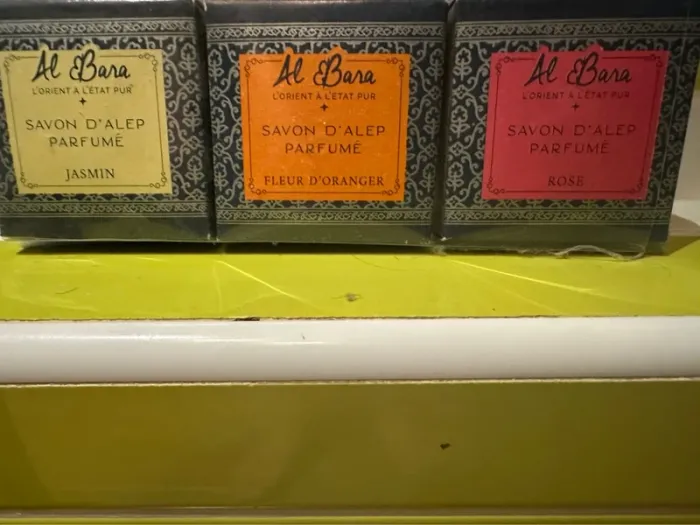 Al Bara
L'ORIENT À L'ÉTAT PUR
SAVON D'ALEP
PARFUMÉ
JASMIN
Al Bara
L'ORIENT À L'ÉTAT PUR
SAVON D'ALEP
PARFUMÉ
FLEUR D'ORANGER
Al Bara
L'ORIENT À L'ÉTAT PUR
SAVON D'ALEP
PARFUMÉ
ROSE